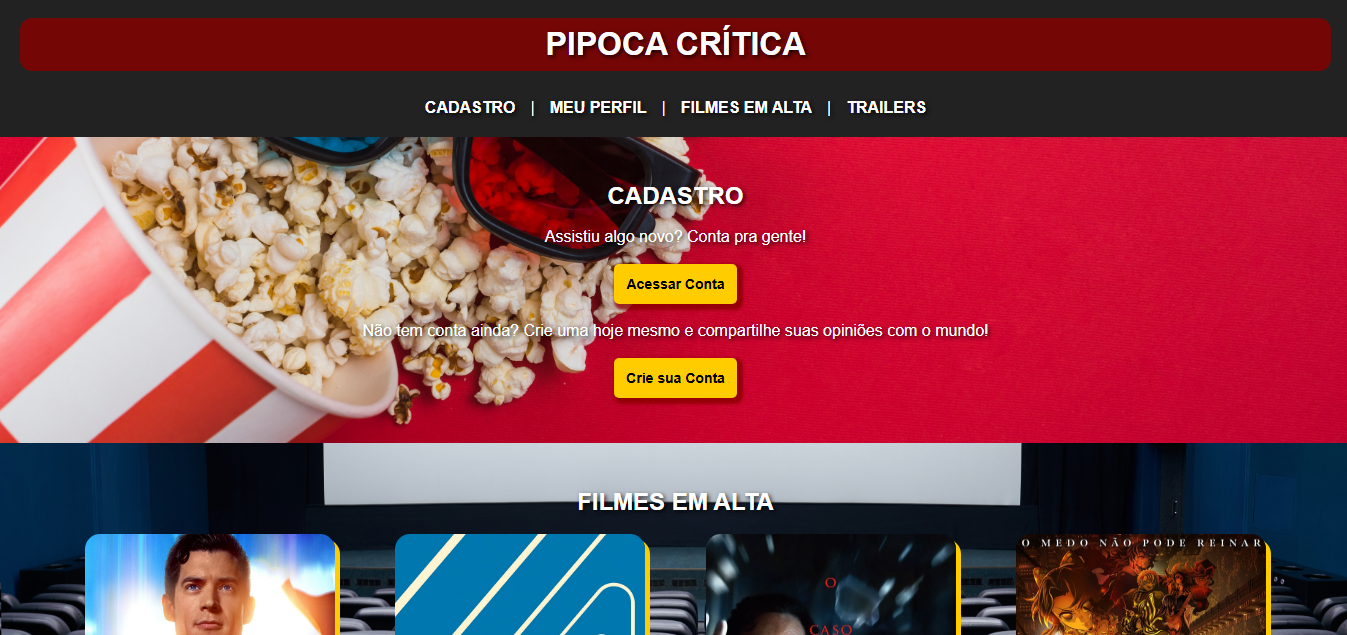 PIPOCA CRÍTICA
CADASTRO | MEU PERFIL | FILMES EM ALTA | TRAILERS
CADASTRO
Assistiu algo novo? Conta pra gente!
Acessar Conta
Não tem conta ainda? Crie uma hoje mesmo e compartilhe suas opiniões com o mundo!
Crie sua Conta
FILMES EM ALTA
O MEDO NÃO PODE REINAR
O
CASO